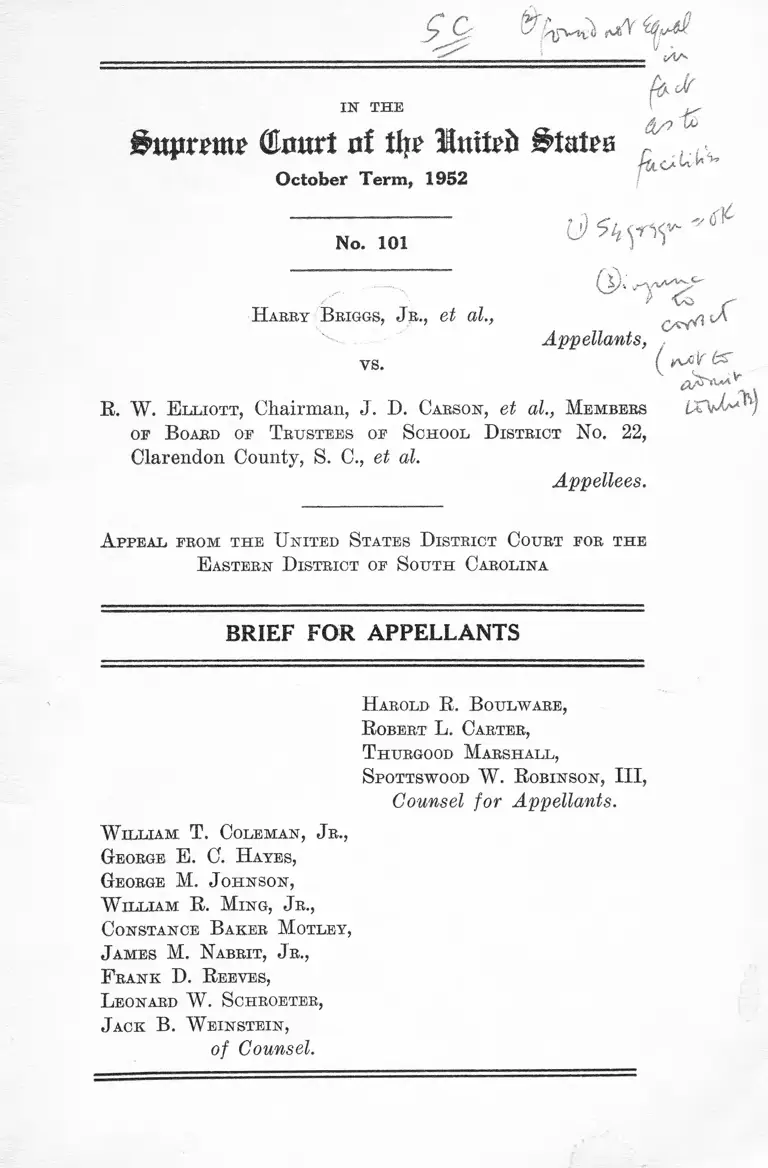 SC
(2) found not equal
in
fact
as to
facilities
IN THE
Supreme Court of the United States
October Term, 1952
No. 101
(1) Segregn = OK
(3) injunc
to
correct
(not to
admit
to whites)
HARRY BRIGGS, JR., et al.,
Appellants,
vs.
R. W. ELLIOTT, Chairman, J. D. CARSON, et al., MEMBERS
OF BOARD OF TRUSTEES OF SCHOOL DISTRICT NO. 22,
Clarendon County, S. C., et al.
Appellees.
APPEAL FROM THE UNITED STATES DISTRICT COURT FOR THE
EASTERN DISTRICT OF SOUTH CAROLINA
BRIEF FOR APPELLANTS
HAROLD R. BOULWARE,
ROBERT L. CARTER,
THURGOOD MARSHALL,
SPOTTSWOOD W. ROBINSON, III,
Counsel for Appellants.
WILLIAM T. COLEMAN, JR.,
GEORGE E. C. HAYES,
GEORGE M. JOHNSON,
WILLIAM R. MING, JR.,
CONSTANCE BAKER MOTLEY,
JAMES M. NABRIT, JR.,
FRANK D. REEVES,
LEONARD W. SCHROETER,
JACK B. WEINSTEIN,
of Counsel.